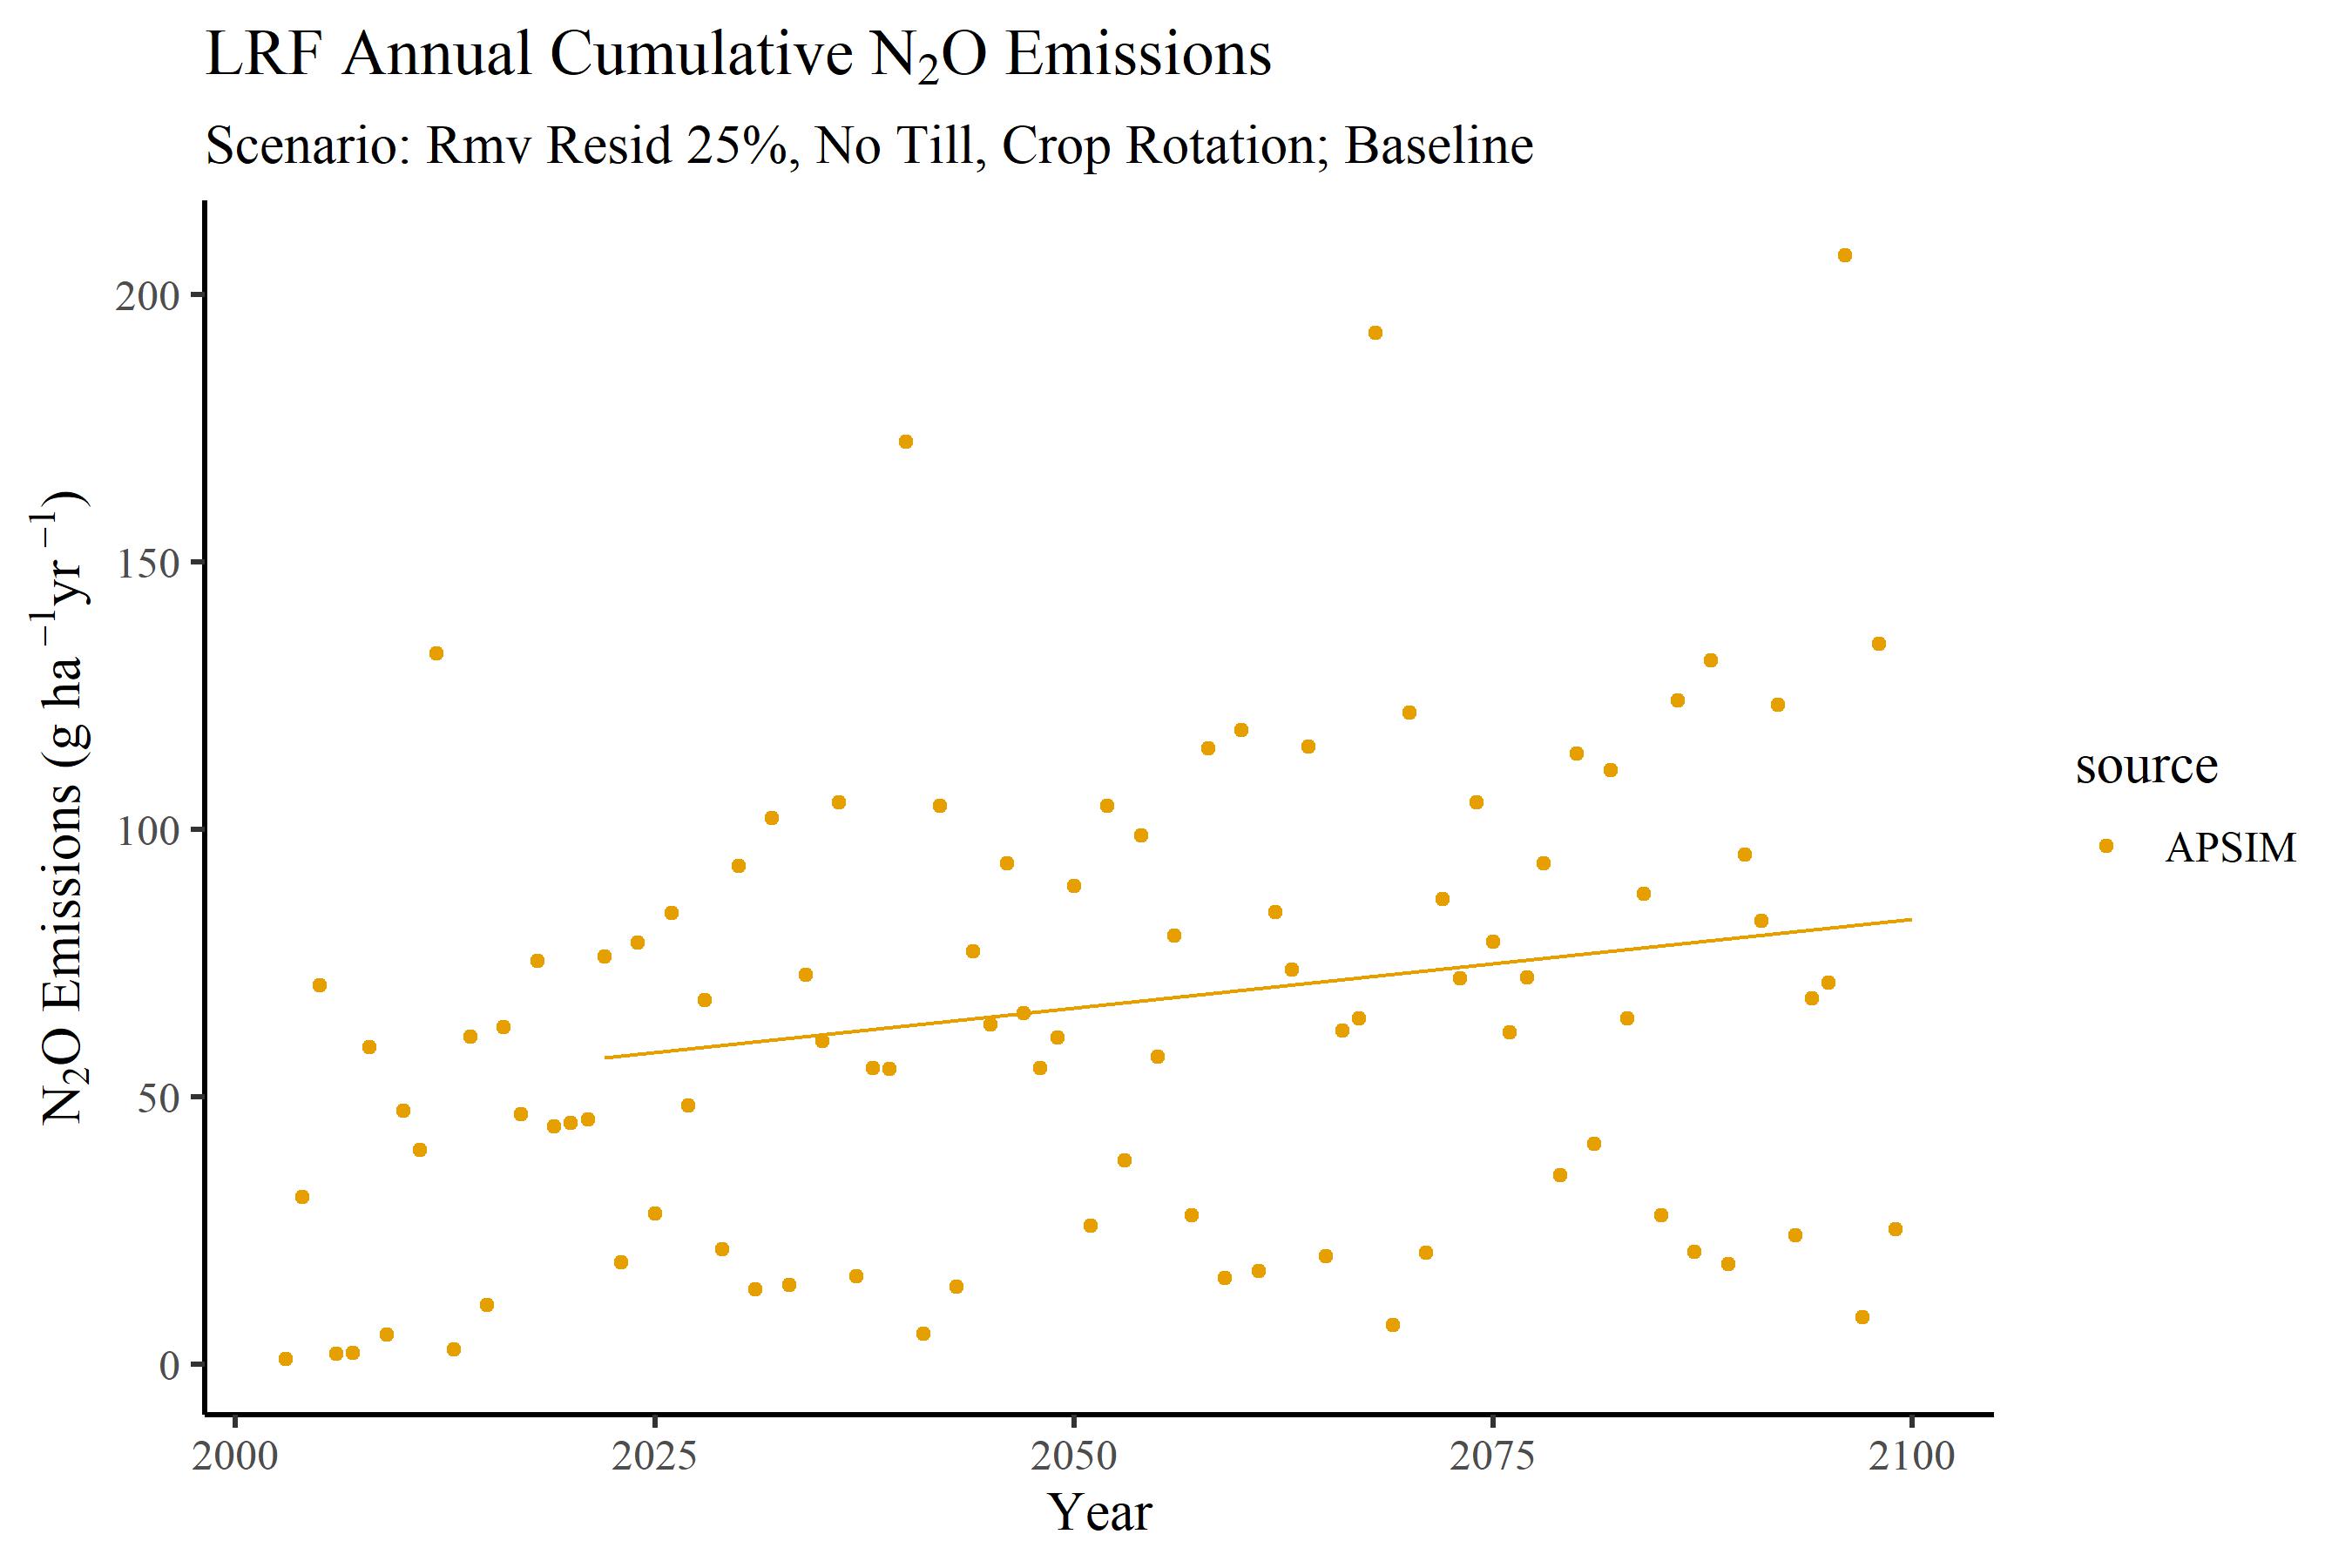 LRF Annual Cumulative N₂O Emissions
Scenario: Rmv Resid 25%, No Till, Crop Rotation; Baseline
N₂O Emissions (g ha ⁻¹yr ⁻¹)
200
150
100
50
0
2000 2025 2050 2075 2100
Year
source
APSIM